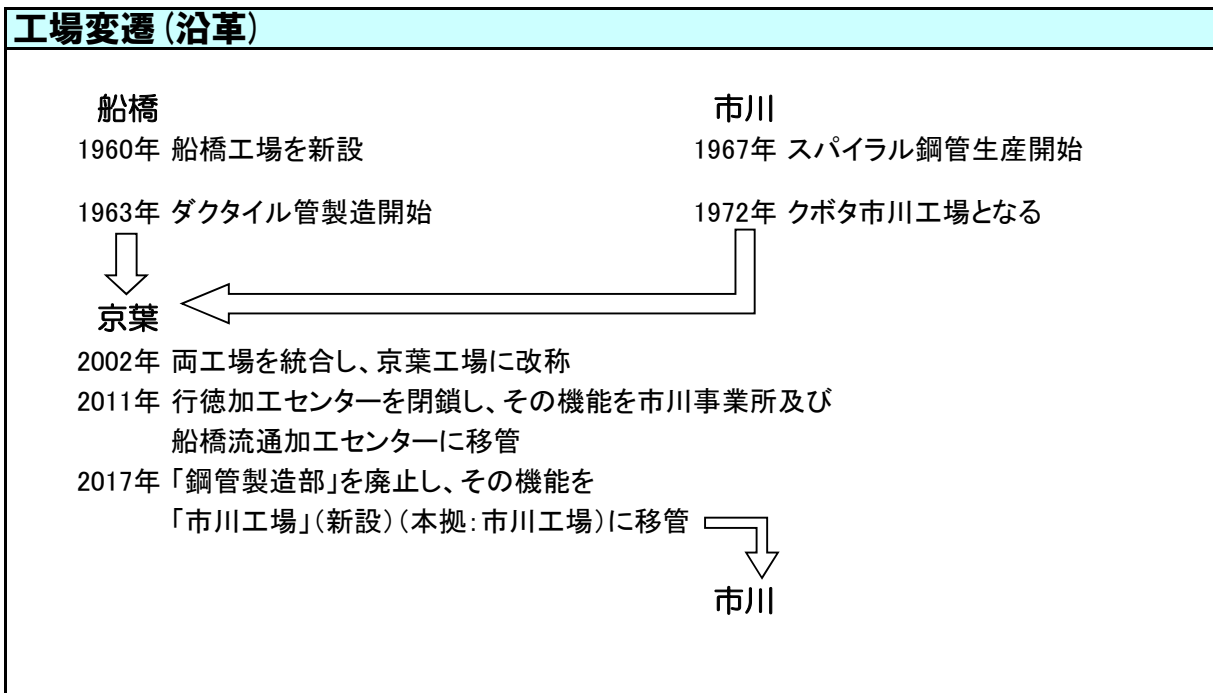 工場変遷(沿革)
船橋
1960年 船橋工場を新設
1963年 ダクタイル管製造開始
市川
1967年 スパイラル鋼管生産開始
1972年 クボタ市川工場となる
京葉
2002年 両工場を統合し、京葉工場に改称
2011年 行徳加工センターを閉鎖し、その機能を市川事業所及び
船橋流通加工センターに移管
2017年 「鋼管製造部」を廃止し、その機能を
「市川工場」(新設)(本拠:市川工場)に移管
市川